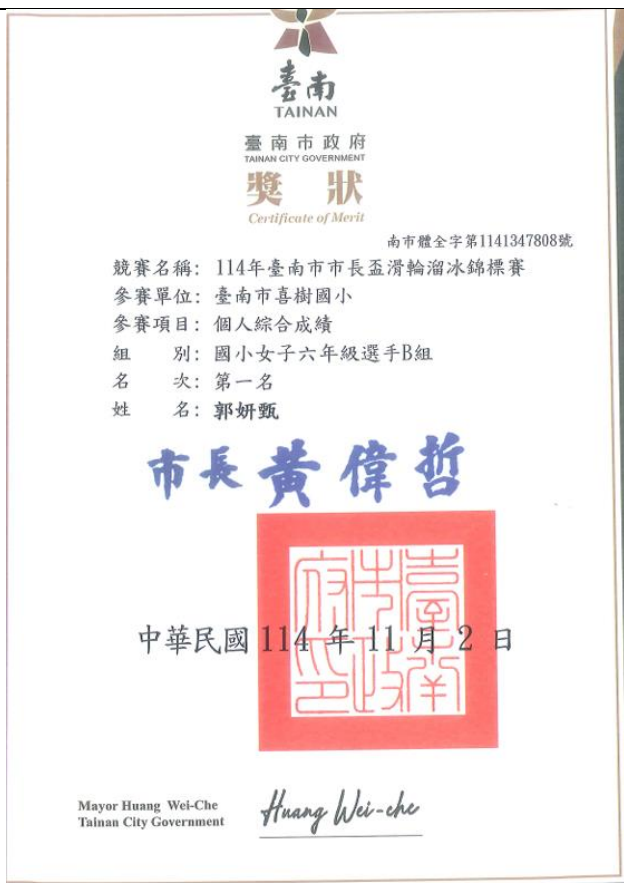 臺南
TAINAN
臺南市政府
TAINAN CITY GOVERNMENT
獎 狀
Certificate of Merit
南市體全字第1141347808號
競賽名稱: 114年臺南市市長盃滑輪溜冰錦標賽
參賽單位: 臺南市喜樹國小
參賽項目: 個人綜合成績
組 別: 國小女子六年級選手B組
名 次: 第一名
姓 名: 郭妍甄
市長 黃偉哲
臺南市政府印
中華民國 114 年 11 月 2 日
Mayor Huang Wei-Che
Tainan City Government
Huang Wei-che